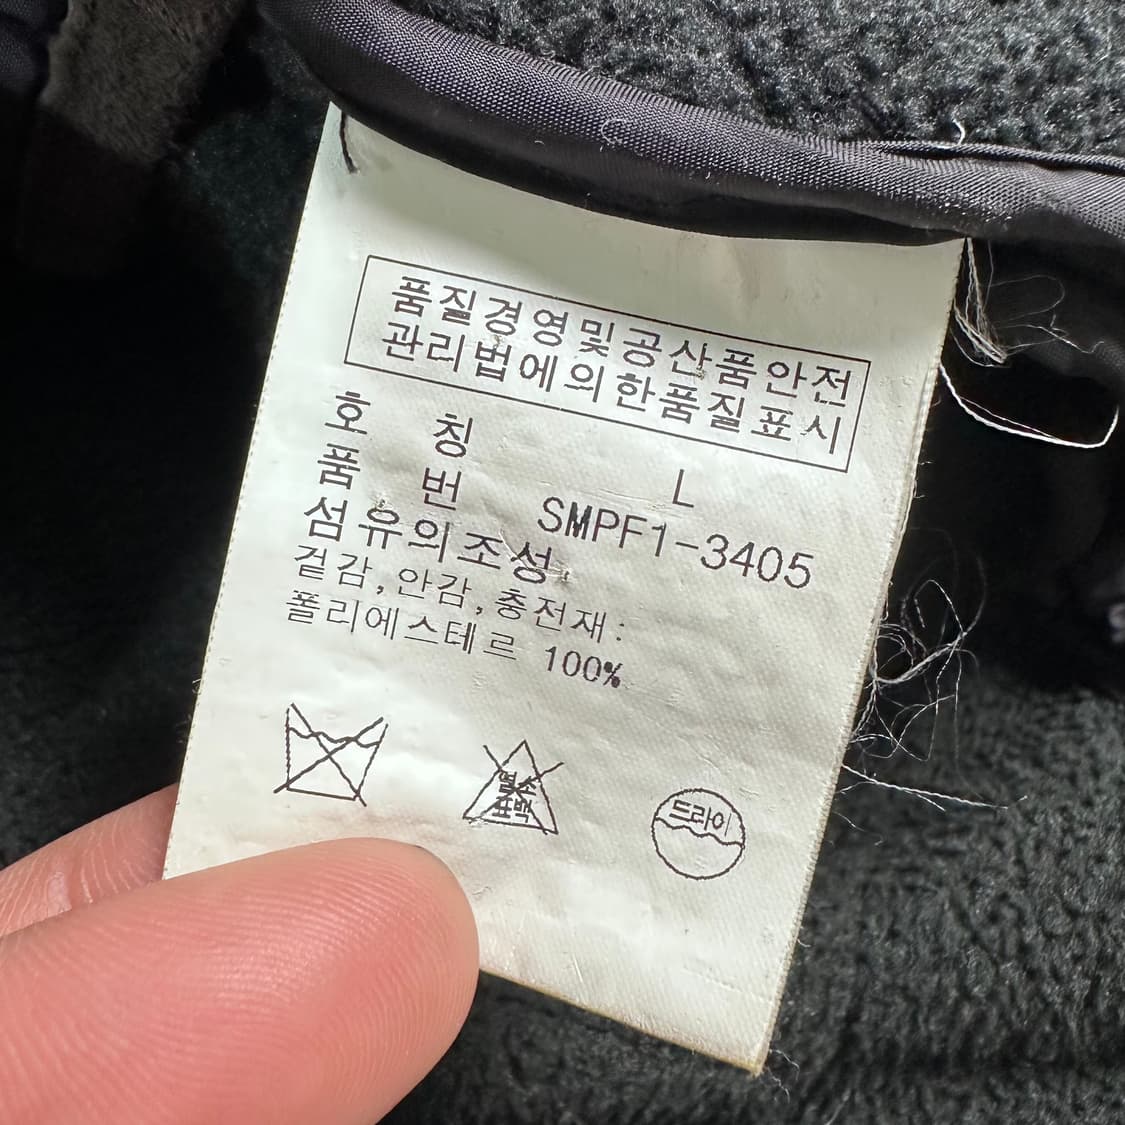 품질경영및공산품안전
관리법에의한품질표시
호 칭 L
품 번 SMPF1-3405
섬유의조성
겉감,안감,충전재:
폴리에스테르 100%
염소
표백
드라이